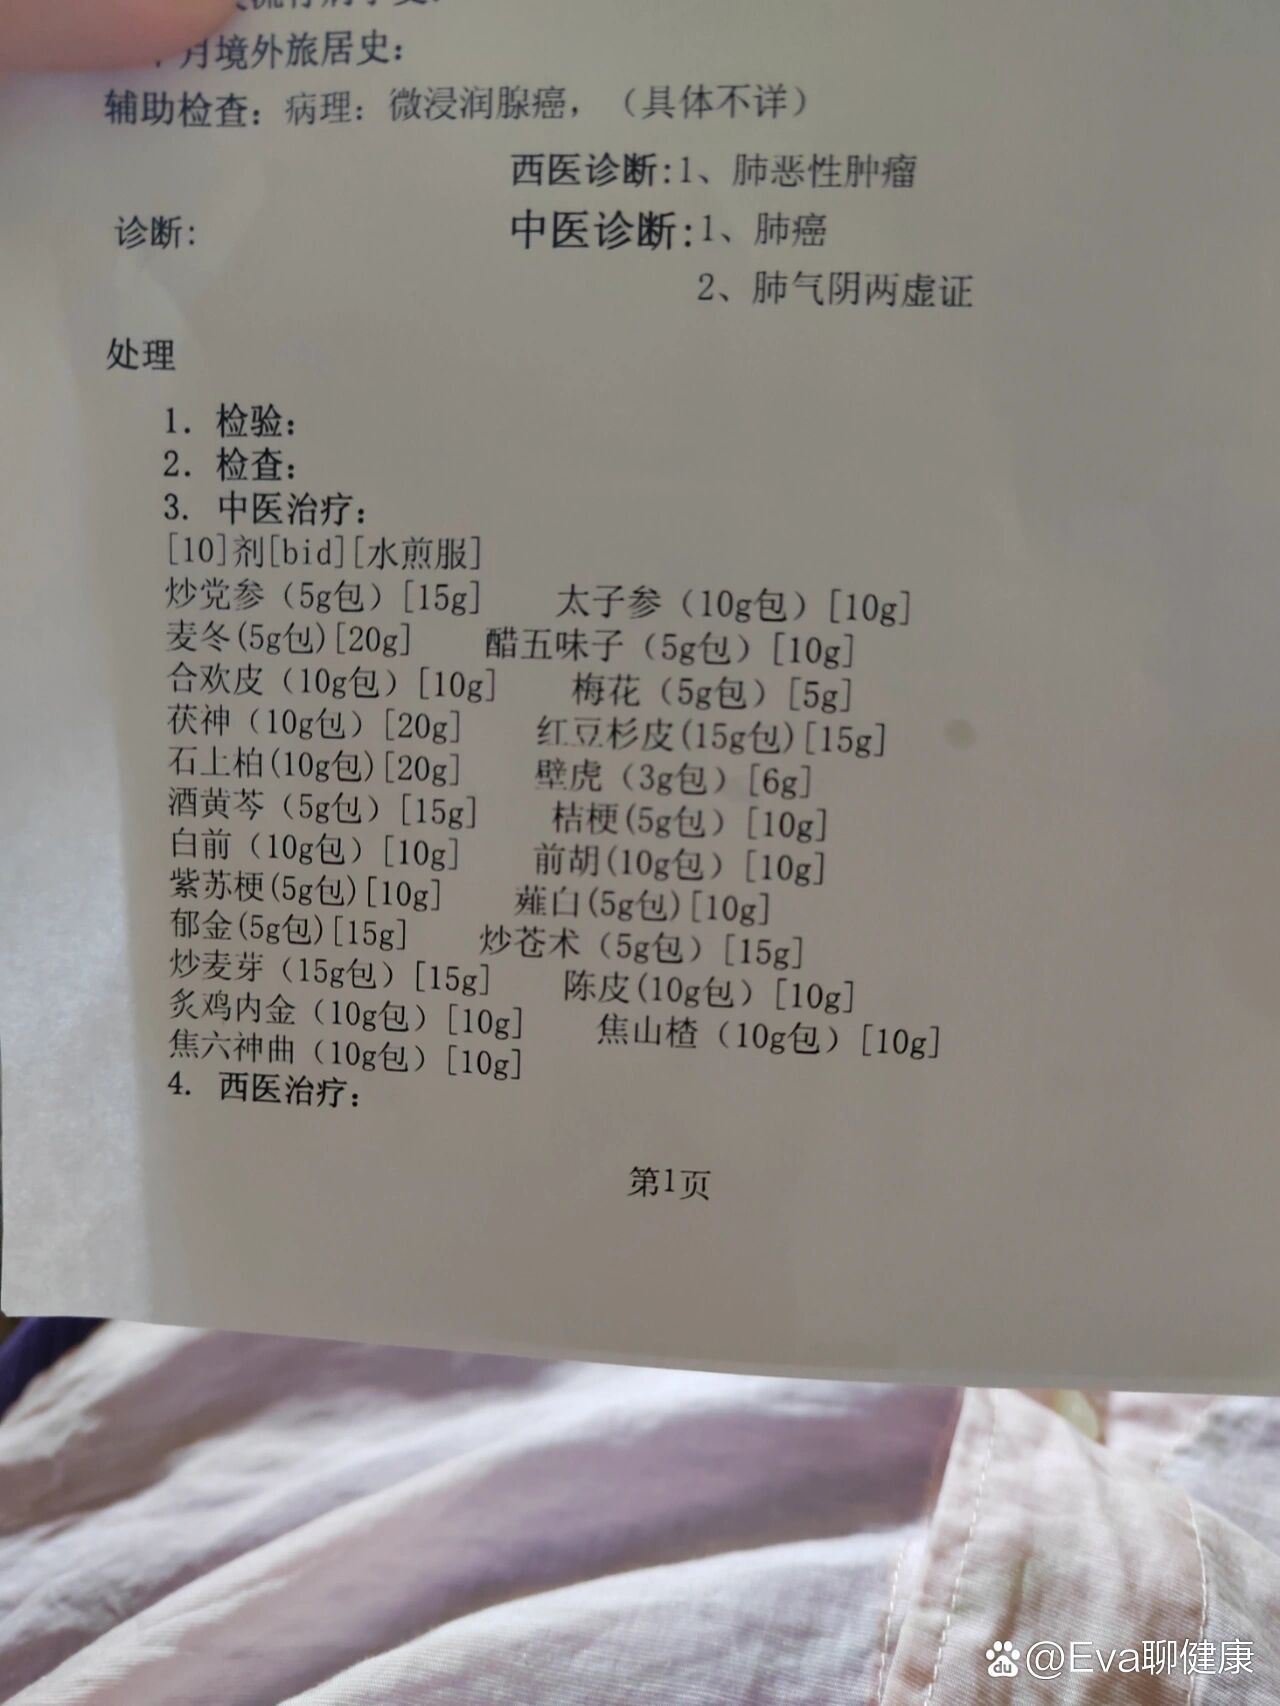 月境外旅居史：
辅助检查：病理：微浸润腺癌，（具体不详）
西医诊断:1、肺恶性肿瘤
诊断: 中医诊断:1、肺癌
2、肺气阴两虚证
处理
1. 检验：
2. 检查：
3. 中医治疗：
[10]剂[bid][水煎服]
炒党参（5g包）[15g] 太子参（10g包）[10g]
麦冬(5g包)[20g] 醋五味子（5g包）[10g]
合欢皮（10g包）[10g] 梅花（5g包）[5g]
茯神（10g包）[20g] 红豆杉皮(15g包)[15g]
石上柏(10g包)[20g] 壁虎（3g包）[6g]
酒黄芩（5g包）[15g] 桔梗(5g包）[10g]
白前（10g包）[10g] 前胡(10g包）[10g]
紫苏梗(5g包)[10g] 薤白(5g包)[10g]
郁金(5g包)[15g] 炒苍术（5g包）[15g]
炒麦芽（15g包）[15g] 陈皮(10g包）[10g]
炙鸡内金（10g包）[10g] 焦山楂（10g包）[10g]
焦六神曲（10g包）[10g]
4. 西医治疗：
第1页
@Eva聊健康